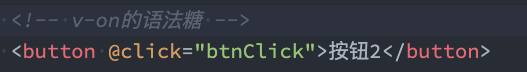 <!-- v-on的语法糖 -->
<button @click="btnClick">按钮2</button>